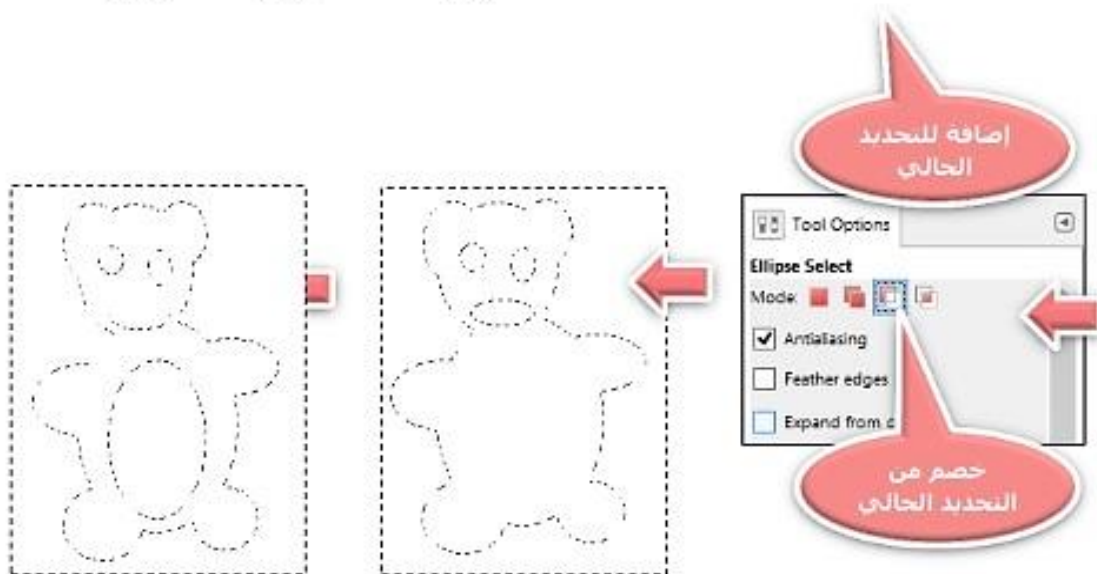 إضافة للتحديد
الحالي
Tool Options
Ellipse Select
Mode:
Antialiasing
Feather edges
Expand from c
خصم من
التحديد الحالي